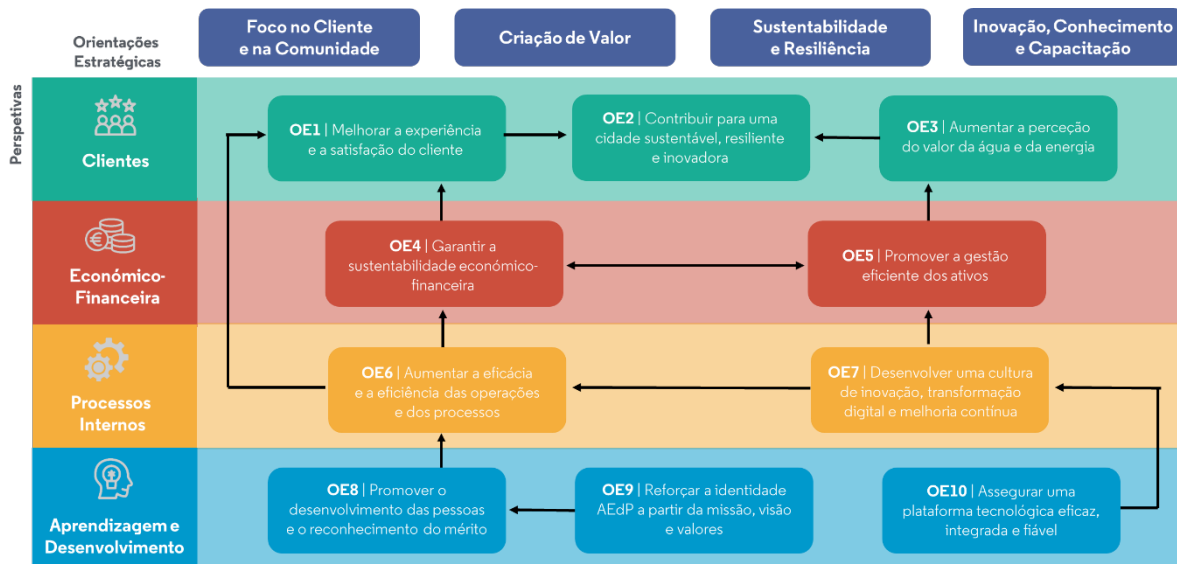 Orientações
Estratégicas
Foco no Cliente
e na Comunidade
Criação de Valor
Sustentabilidade
e Resiliência
Inovação, Conhecimento
e Capacitação
Perspetivas
Clientes
OE1 | Melhorar a experiência
e a satisfação do cliente
OE2 | Contribuir para uma
cidade sustentável, resiliente
e inovadora
OE3 | Aumentar a perceção
do valor da água e da energia
Económico-
Financeira
OE4 | Garantir a
sustentabilidade económico-
financeira
OE5 | Promover a gestão
eficiente dos ativos
Processos
Internos
OE6 | Aumentar a eficácia
e a eficiência das operações
e dos processos
OE7 | Desenvolver uma cultura
de inovação, transformação
digital e melhoria contínua
Aprendizagem e
Desenvolvimento
OE8 | Promover o
desenvolvimento das pessoas
e o reconhecimento do mérito
OE9 | Reforçar a identidade
AEdP a partir da missão, visão
e valores
OE10 | Assegurar uma
plataforma tecnológica eficaz,
integrada e fiável